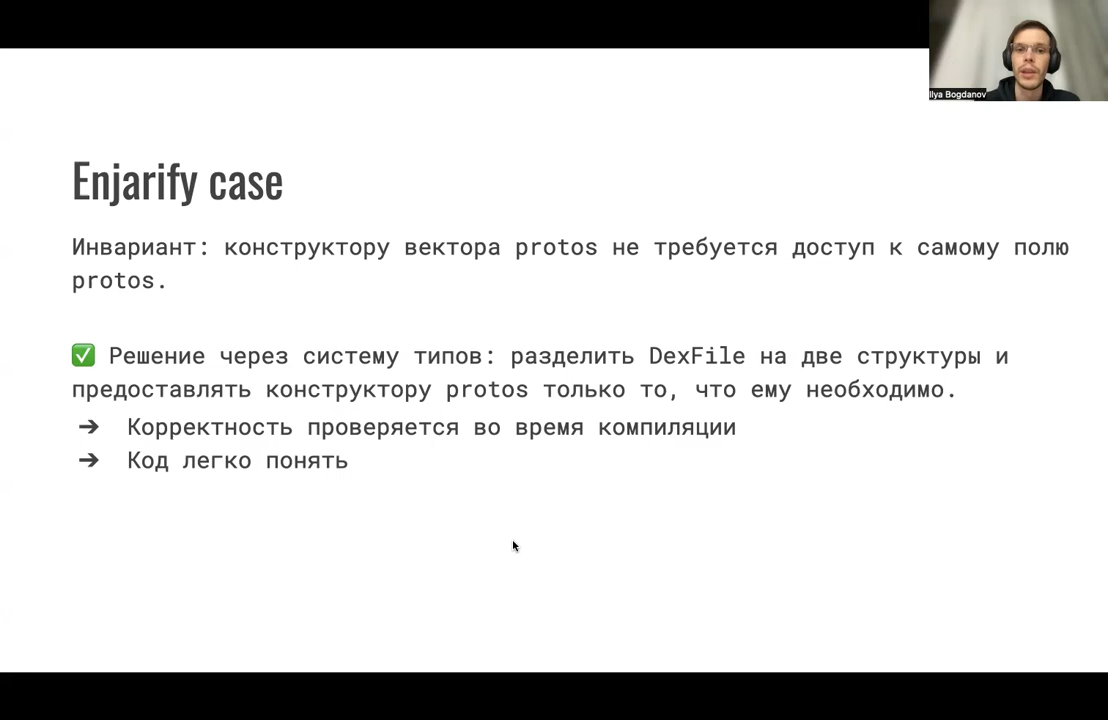 Ilya Bogdanov
Enjarify case
Инвариант: конструктору вектора protos не требуется доступ к самому полю
protos.
✅ Решение через систему типов: разделить DexFile на две структуры и
предоставлять конструктору protos только то, что ему необходимо.
➔ Корректность проверяется во время компиляции
➔ Код легко понять